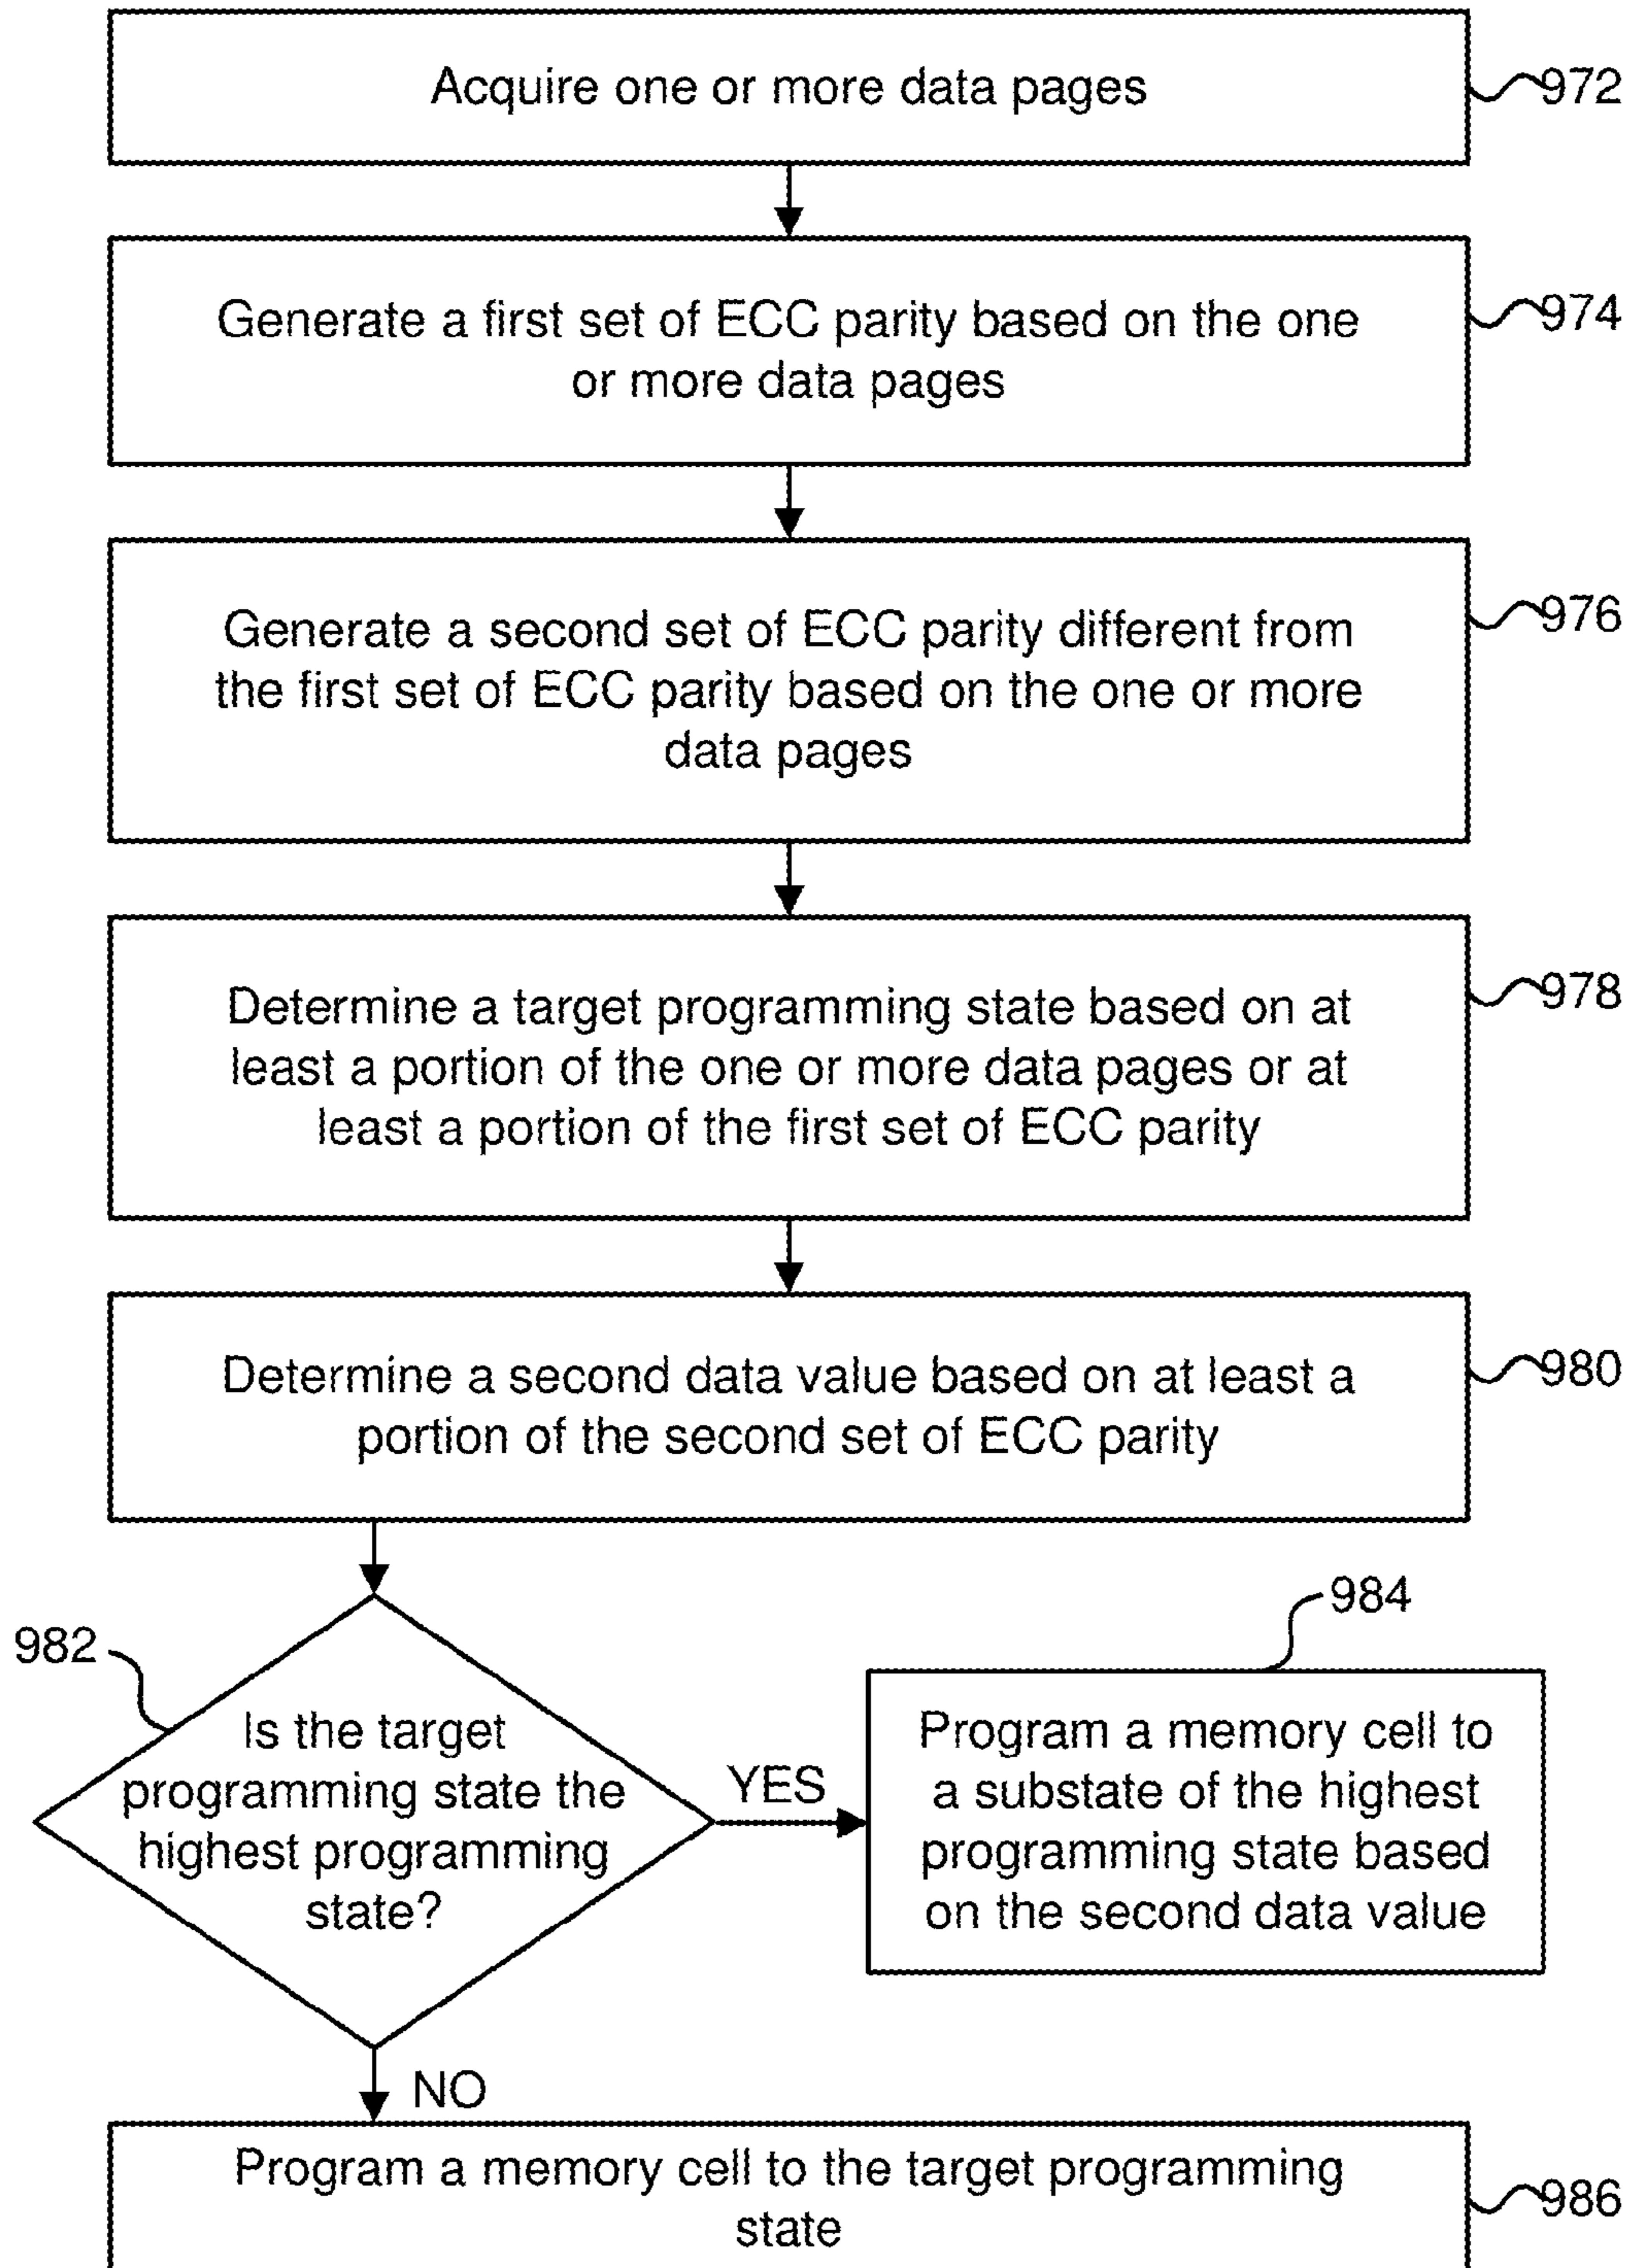 Acquire one or more data pages
972
Generate a first set of ECC parity based on the one
or more data pages
974
Generate a second set of ECC parity different from
the first set of ECC parity based on the one or more
data pages
976
Determine a target programming state based on at
least a portion of the one or more data pages or at
least a portion of the first set of ECC parity
978
Determine a second data value based on at least a
portion of the second set of ECC parity
980
982
Is the target
programming state the
highest programming
state?
YES
984
Program a memory cell to
a substate of the highest
programming state based
on the second data value
NO
Program a memory cell to the target programming
state
986